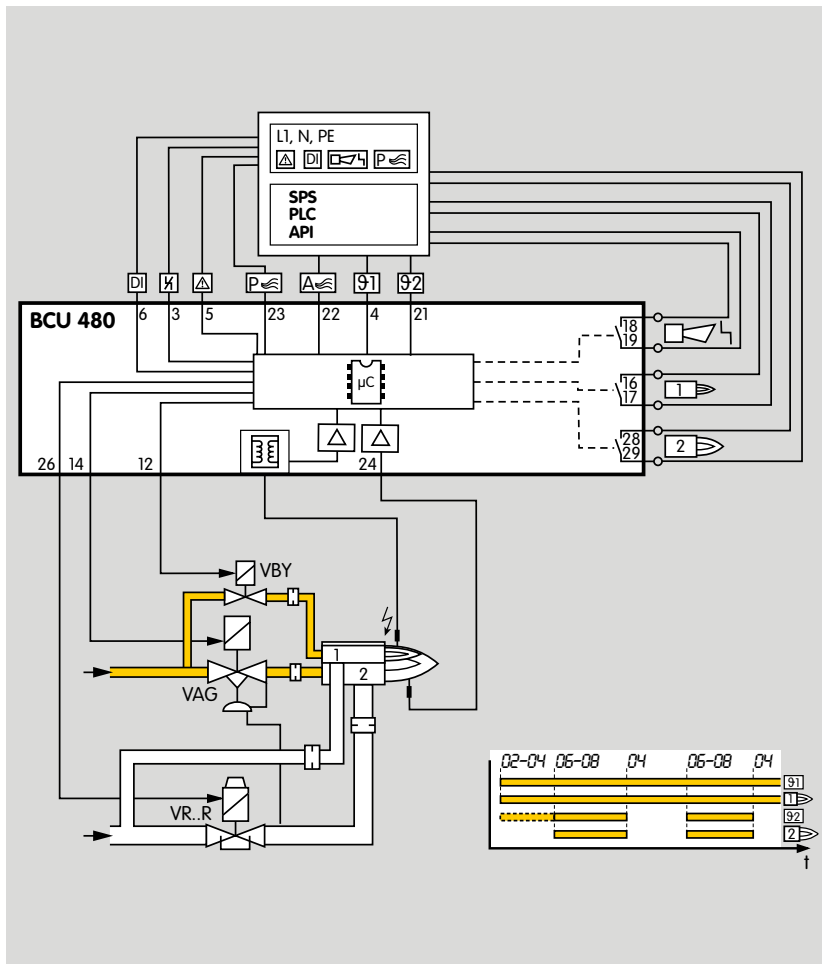 L1, N, PE
DI P
SPS
PLC
API
DI P A ϑ1 ϑ2
BCU 480
6 3 5 23 22 4 21
18
19
µC
16
17
1
28
29
2
26 14 12 24
VBY
1
2
VAG
VR..R
02-04 06-08 04 06-08 04
ϑ1
1
ϑ2
2
t